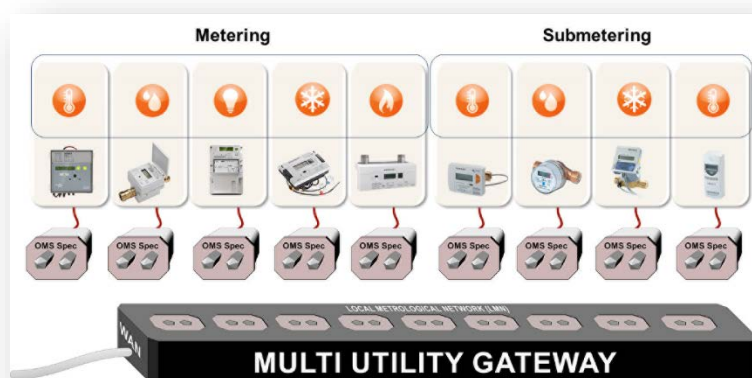 Metering
Submetering
OMS Spec
OMS Spec
OMS Spec
OMS Spec
OMS Spec
OMS Spec
OMS Spec
OMS Spec
OMS Spec
LOCAL METROLOGICAL NETWORK (LMN)
WAN
MULTI UTILITY GATEWAY